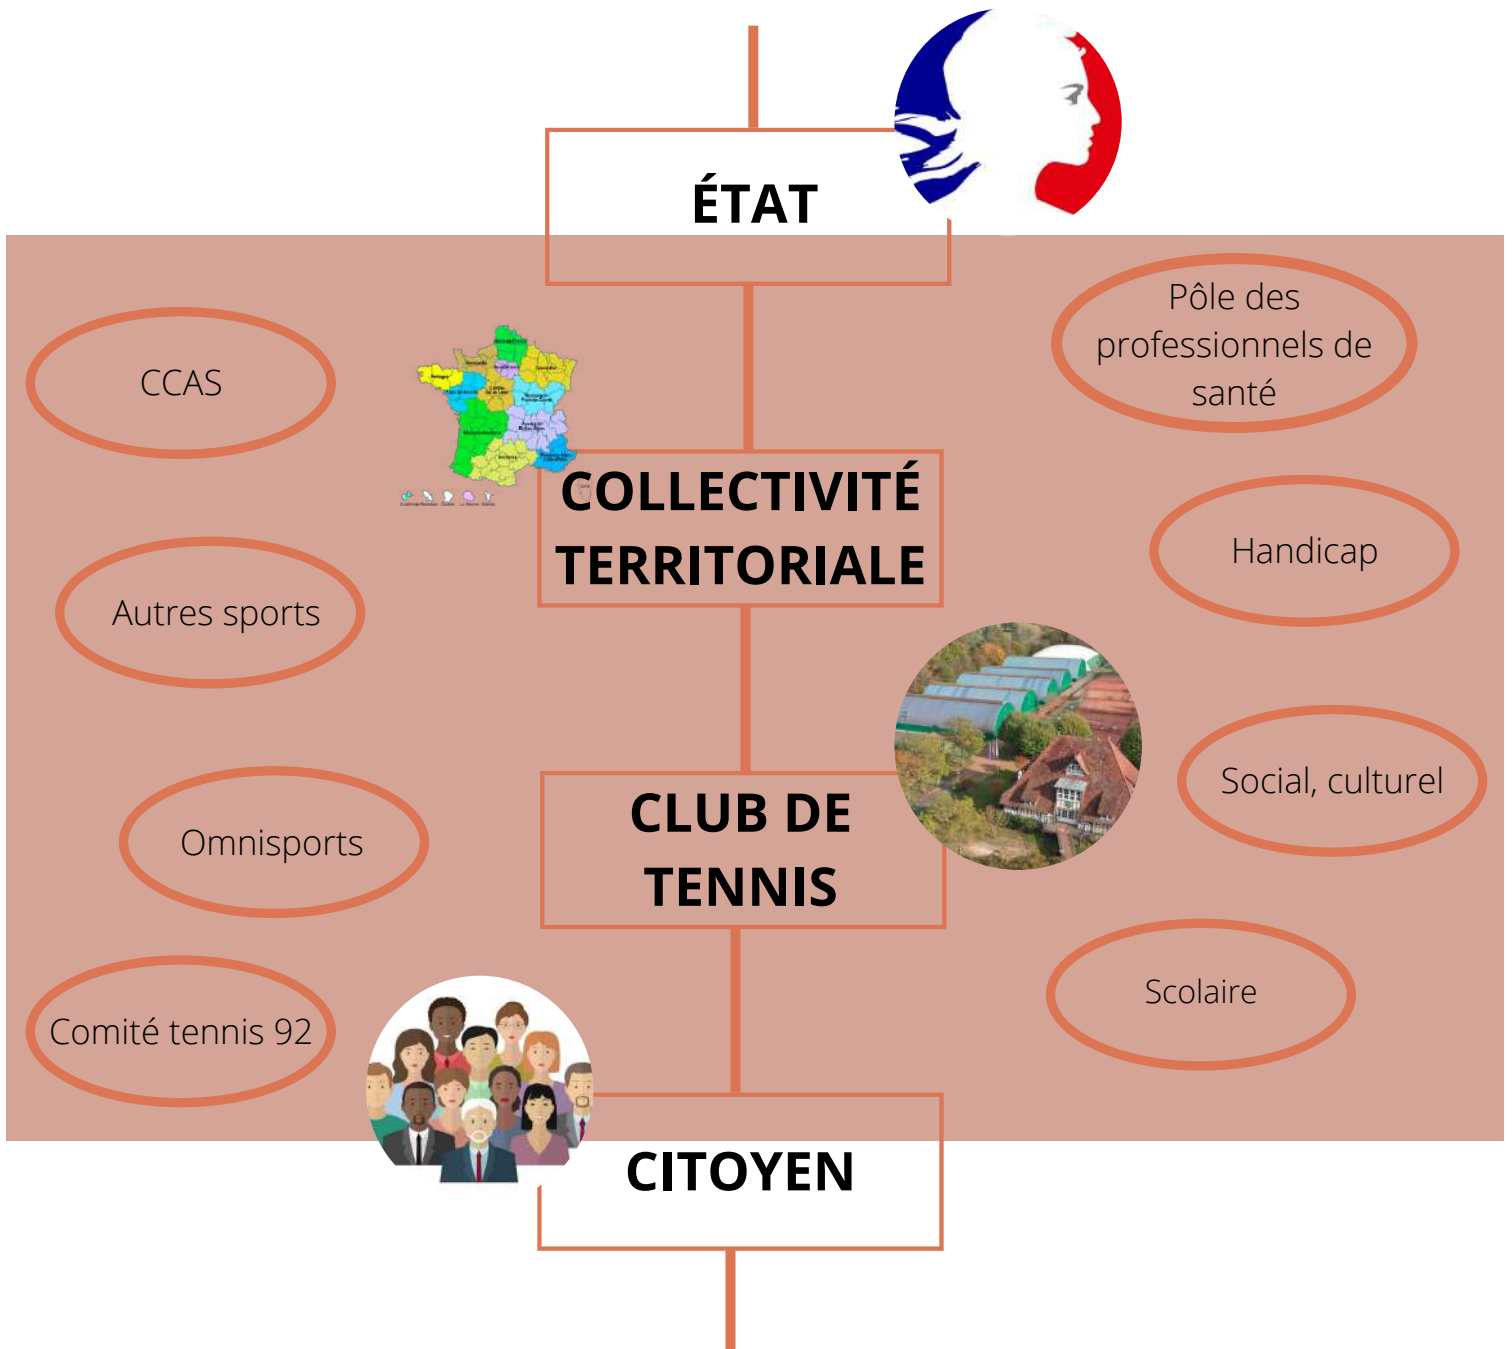 ÉTAT
CCAS
Pôle des
professionnels de
santé
COLLECTIVITÉ
TERRITORIALE
Handicap
Autres sports
Social, culturel
CLUB DE
TENNIS
Omnisports
Scolaire
Comité tennis 92
CITOYEN